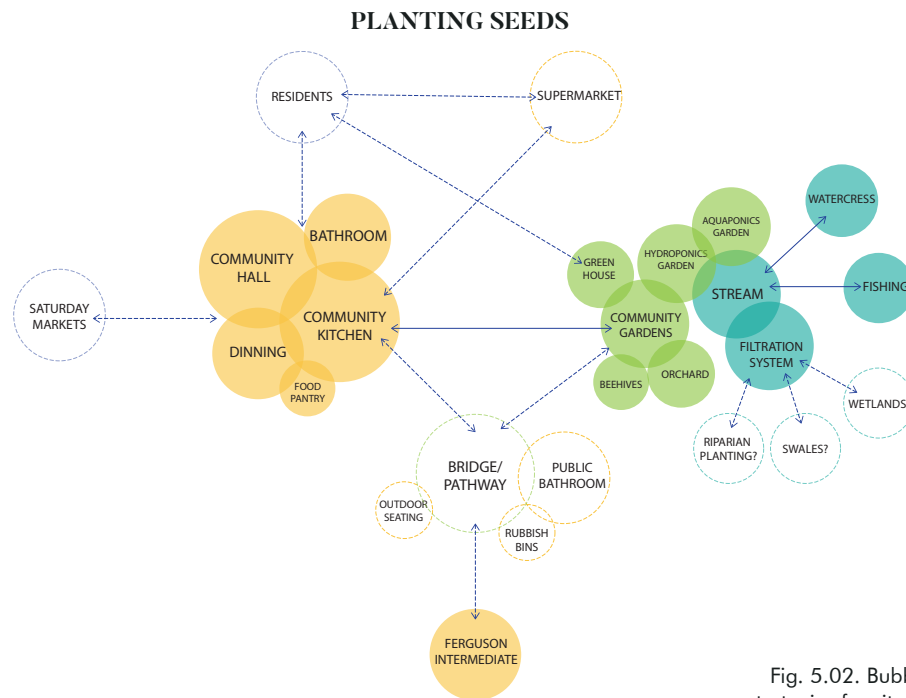 PLANTING SEEDS
RESIDENTS
SUPERMARKET
WATERCRESS
AQUAPONICS
GARDEN
BATHROOM
HYDROPONICS
GARDEN
COMMUNITY
HALL
GREEN
HOUSE
STREAM
FISHING
SATURDAY
MARKETS
COMMUNITY
KITCHEN
COMMUNITY
GARDENS
DINNING
FILTRATION
SYSTEM
FOOD
PANTRY
BEEHIVES
ORCHARD
WETLANDS
RIPARIAN
PLANTING?
SWALES?
BRIDGE/
PATHWAY
PUBLIC
BATHROOM
OUTDOOR
SEATING
RUBBISH
BINS
FERGUSON
INTERMEDIATE
Fig. 5.02. Bubb